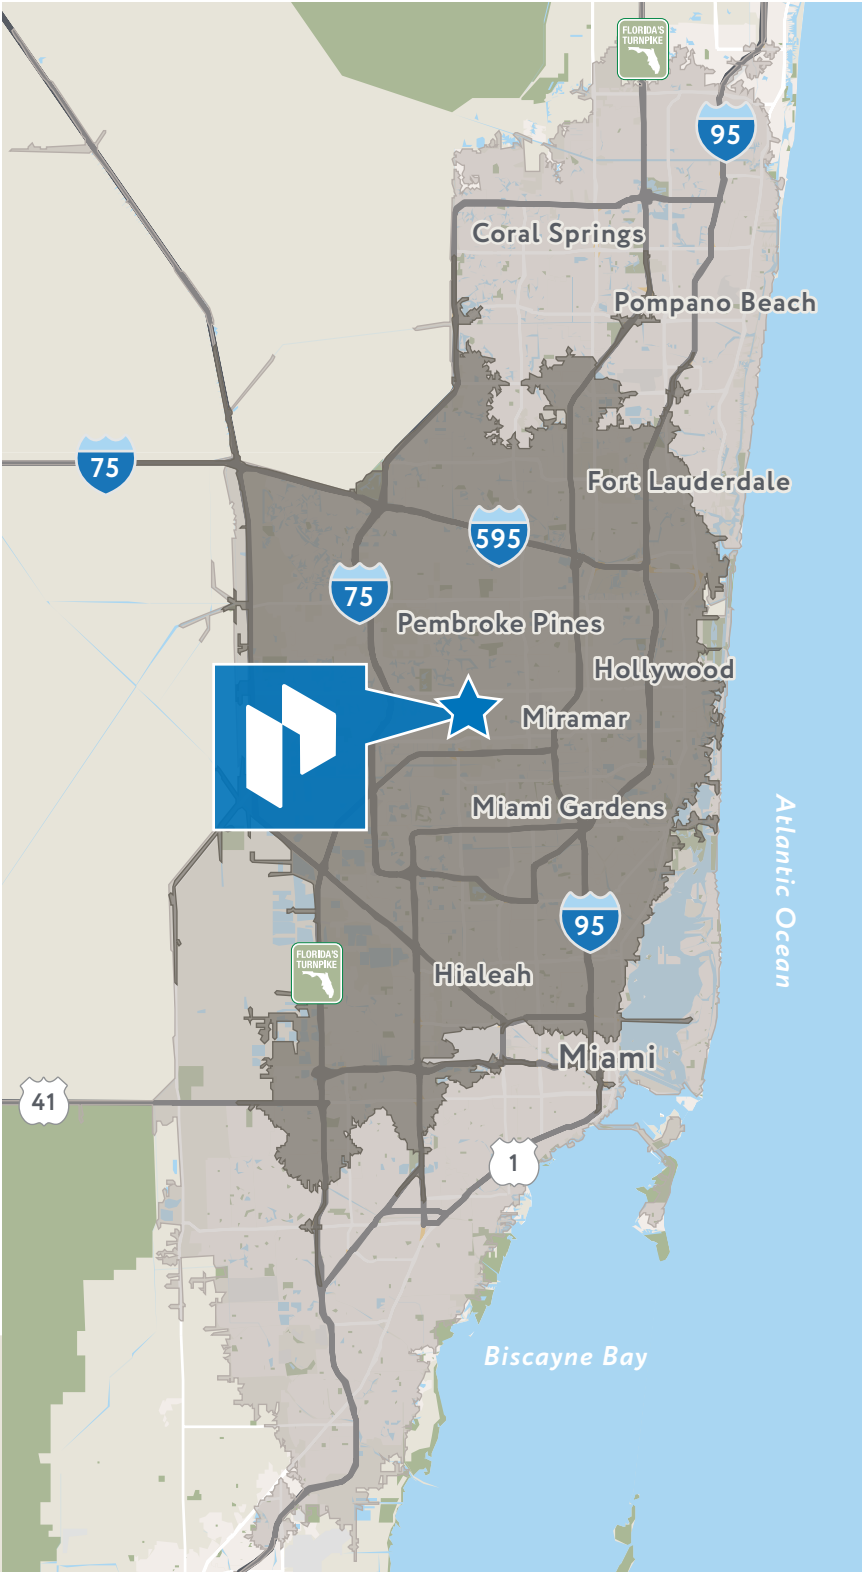 FLORIDA'S
TURNPIKE
95
Coral Springs
Pompano Beach
75
Fort Lauderdale
595
75
Pembroke Pines
Hollywood
Miramar
Miami Gardens
Atlantic Ocean
95
FLORIDA'S
TURNPIKE
Hialeah
Miami
41
1
Biscayne Bay